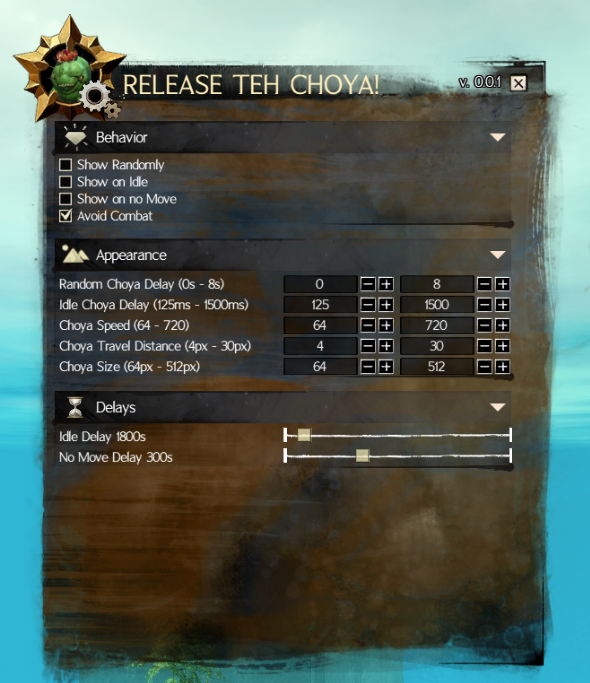 RELEASE TEH CHOYA!
v. 0.0.1
Behavior
Show Randomly
Show on Idle
Show on no Move
Avoid Combat
Appearance
Random Choya Delay (0s - 8s) 0 8
Idle Choya Delay (125ms - 1500ms) 125 1500
Choya Speed (64 - 720) 64 720
Choya Travel Distance (4px - 30px) 4 30
Choya Size (64px - 512px) 64 512
Delays
Idle Delay 1800s
No Move Delay 300s